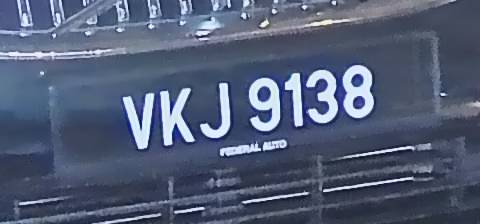 VKJ 9138
FEDERAL AUTO